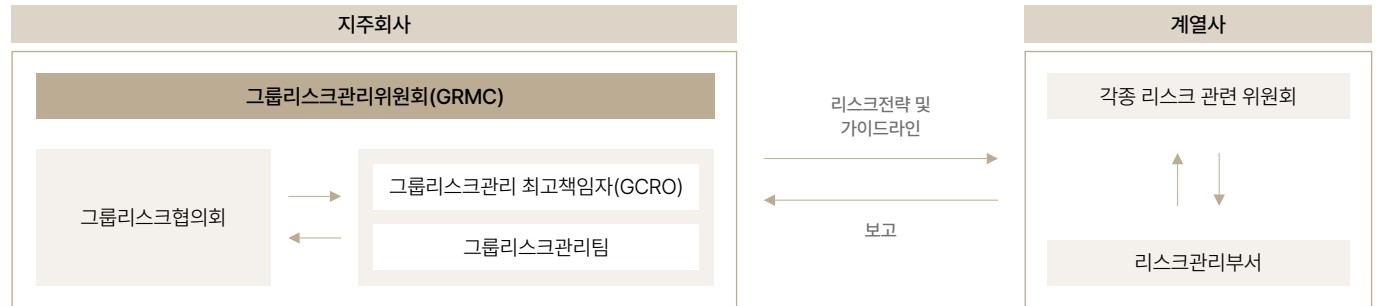 지주회사
그룹리스크관리위원회(GRMC)
그룹리스크협의회
그룹리스크관리 최고책임자(GCRO)
그룹리스크관리팀
리스크전략 및
가이드라인
보고
계열사
각종 리스크 관련 위원회
리스크관리부서